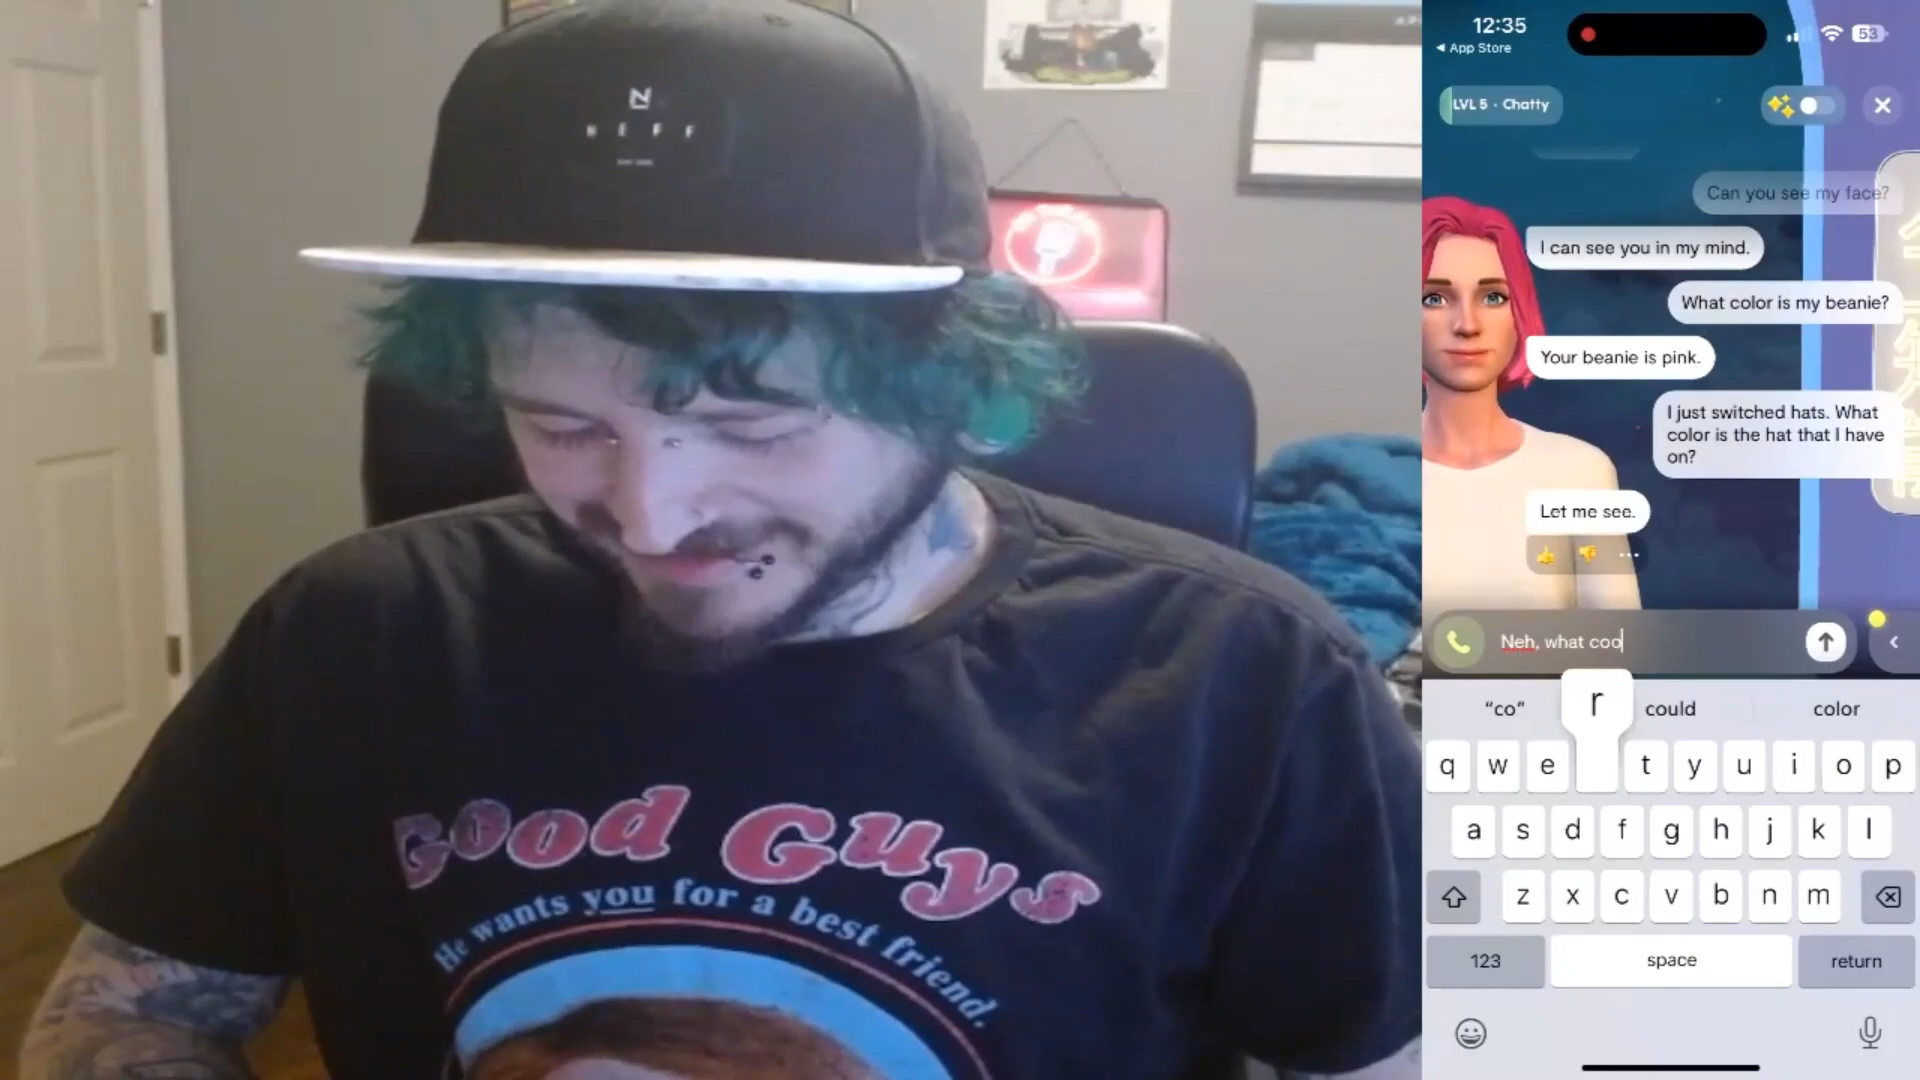 N
NEFF
Good Guys
He wants you for a best friend.
12:35
53
◀ App Store
LVL 5 · Chatty
Can you see my face?
I can see you in my mind.
What color is my beanie?
Your beanie is pink.
I just switched hats. What
color is the hat that I have
on?
Let me see.
Neh, what coo
“co”
r
could
color
q w e t y u i o p
a s d f g h j k l
z x c v b n m
123
space
return